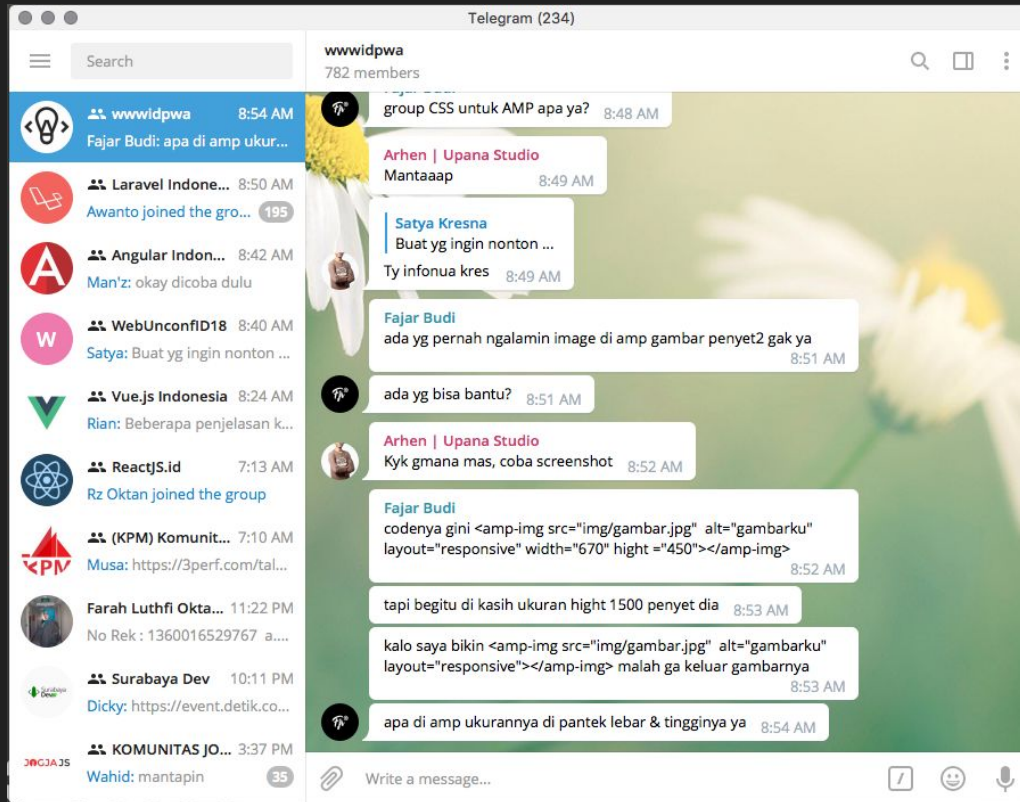 Telegram (234)
Search
wwwidpwa
8:54 AM
Fajar Budi: apa di amp ukur...
Laravel Indone...
8:50 AM
Awanto joined the gro...
195
Angular Indon...
8:42 AM
Man'z: okay dicoba dulu
W
WebUnconfID18
8:40 AM
Satya: Buat yg ingin nonton ...
Vue.js Indonesia
8:24 AM
Rian: Beberapa penjelasan k...
ReactJS.id
7:13 AM
Rz Oktan joined the group
KPM
(KPM) Komunit...
7:10 AM
Musa: https://3perf.com/tal...
Farah Luthfi Okta...
11:22 PM
No Rek : 1360016529767 a....
Surabaya
Dev
Surabaya Dev
10:11 PM
Dicky: https://event.detik.co...
JOGJAJS
KOMUNITAS JO...
3:37 PM
Wahid: mantapin
35
wwwidpwa
782 members
Fajar Budi
group CSS untuk AMP apa ya?
8:48 AM
Arhen | Upana Studio
Mantaaap
8:49 AM
Satya Kresna
Buat yg ingin nonton ...
Ty infonua kres
8:49 AM
Fajar Budi
ada yg pernah ngalamin image di amp gambar penyet2 gak ya
8:51 AM
ada yg bisa bantu?
8:51 AM
Arhen | Upana Studio
Kyk gmana mas, coba screenshot
8:52 AM
Fajar Budi
codenya gini <amp-img src="img/gambar.jpg" alt="gambarku"
layout="responsive" width="670" hight ="450"></amp-img>
8:52 AM
tapi begitu di kasih ukuran hight 1500 penyet dia
8:53 AM
kalo saya bikin <amp-img src="img/gambar.jpg" alt="gambarku"
layout="responsive"></amp-img> malah ga keluar gambarnya
8:53 AM
apa di amp ukurannya di pantek lebar & tingginya ya
8:54 AM
Write a message...